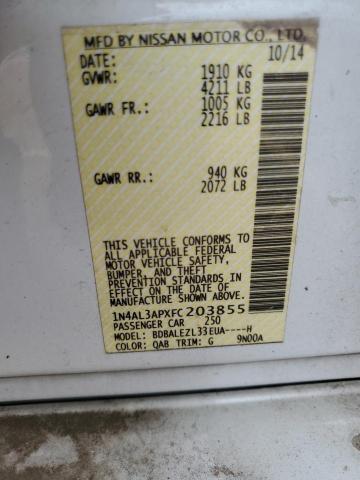 MFD BY NISSAN MOTOR CO., LTD.
DATE: 10/14
GVWR: 1910 KG
4211 LB
GAWR FR.: 1005 KG
2216 LB
GAWR RR.: 940 KG
2072 LB
THIS VEHICLE CONFORMS TO
ALL APPLICABLE FEDERAL
MOTOR VEHICLE SAFETY,
BUMPER, AND THEFT
PREVENTION STANDARDS
IN EFFECT ON THE DATE OF
MANUFACTURE SHOWN ABOVE.
1N4AL3APXFC203855
PASSENGER CAR 250
MODEL: BDBALEZL33EUA----H
COLOR: QAB TRIM: G 9N00A